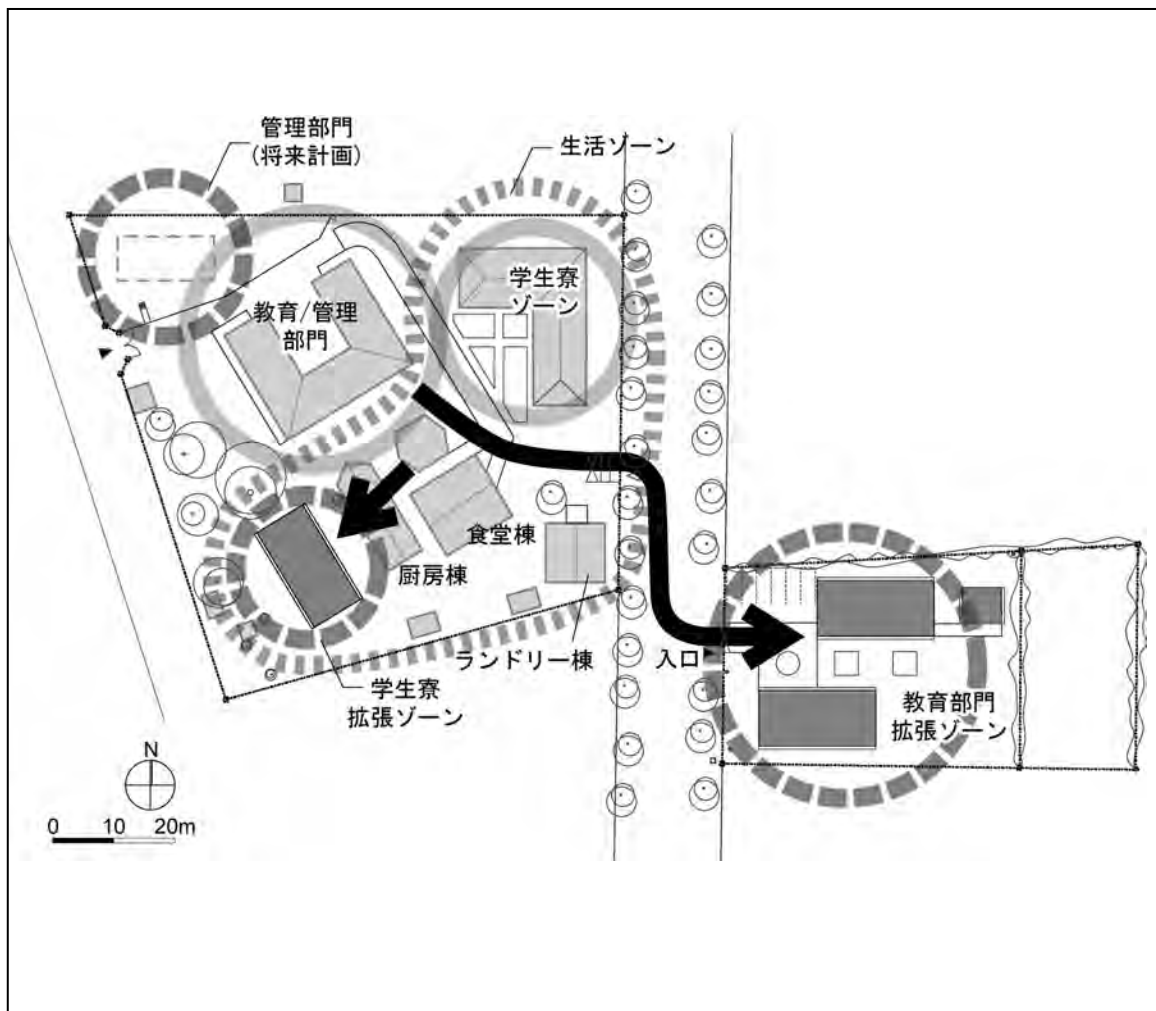 管理部門
(将来計画)
生活ゾーン
学生寮
ゾーン
教育/管理
部門
食堂棟
厨房棟
ランドリー棟
入口
学生寮
拡張ゾーン
教育部門
拡張ゾーン
N
0 10 20m